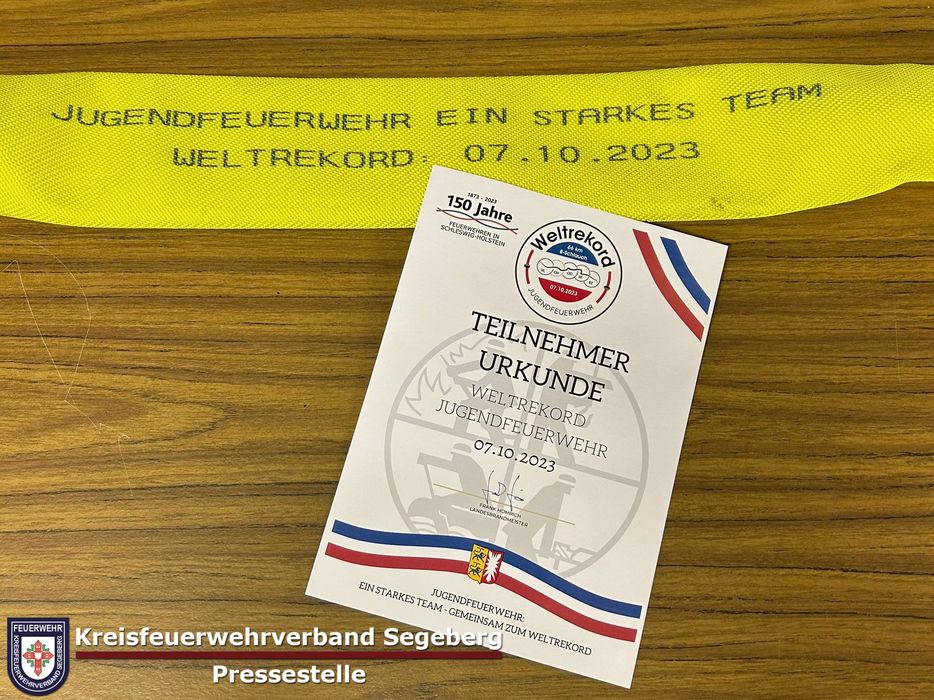 JUGENDFEUERWEHR EIN STARKES TEAM
WELTREKORD: 07.10.2023
1873 - 2023
150 Jahre
FEUERWEHREN IN
SCHLESWIG-HOLSTEIN
Weltrekord
66 km
B-Schlauch
07.10.2023
JUGENDFEUERWEHR
TEILNEHMER
URKUNDE
WELTREKORD
JUGENDFEUERWEHR
07.10.2023
FRANK HOMRICH
LANDESBRANDMEISTER
JUGENDFEUERWEHR:
EIN STARKES TEAM - GEMEINSAM ZUM WELTREKORD
FEUERWEHR
KREISFEUERWEHRVERBAND SEGEBERG
Kreisfeuerwehrverband Segeberg
Pressestelle